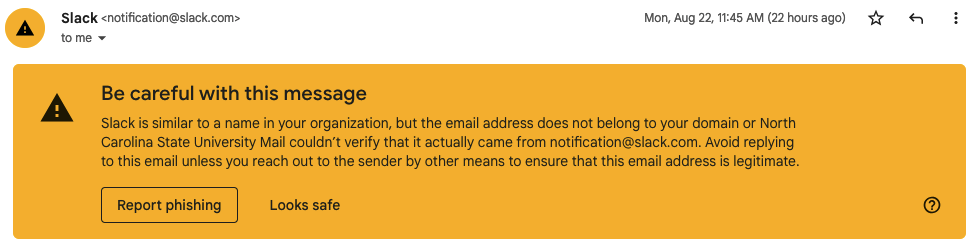 Slack <notification@slack.com>
Mon, Aug 22, 11:45 AM (22 hours ago)
to me
Be careful with this message
Slack is similar to a name in your organization, but the email address does not belong to your domain or North
Carolina State University Mail couldn't verify that it actually came from notification@slack.com. Avoid replying
to this email unless you reach out to the sender by other means to ensure that this email address is legitimate.
Report phishing
Looks safe